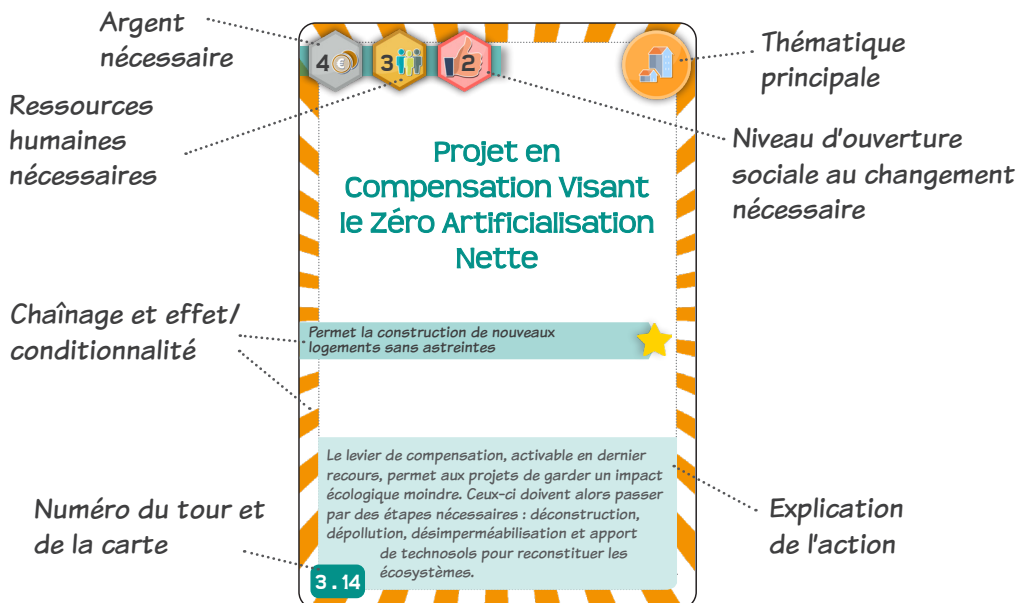 Argent
nécessaire
Ressources
humaines
nécessaires
Chaînage et effet/
conditionnalité
Numéro du tour et
de la carte
4
3
2
Projet en
Compensation Visant
le Zéro Artificialisation
Nette
Permet la construction de nouveaux
logements sans astreintes
Le levier de compensation, activable en dernier
recours, permet aux projets de garder un impact
écologique moindre. Ceux-ci doivent alors passer
par des étapes nécessaires : déconstruction,
dépollution, désimperméabilisation et apport
de technosols pour reconstituer les
écosystèmes.
3.14
Thématique
principale
Niveau d'ouverture
sociale au changement
nécessaire
Explication
de l'action